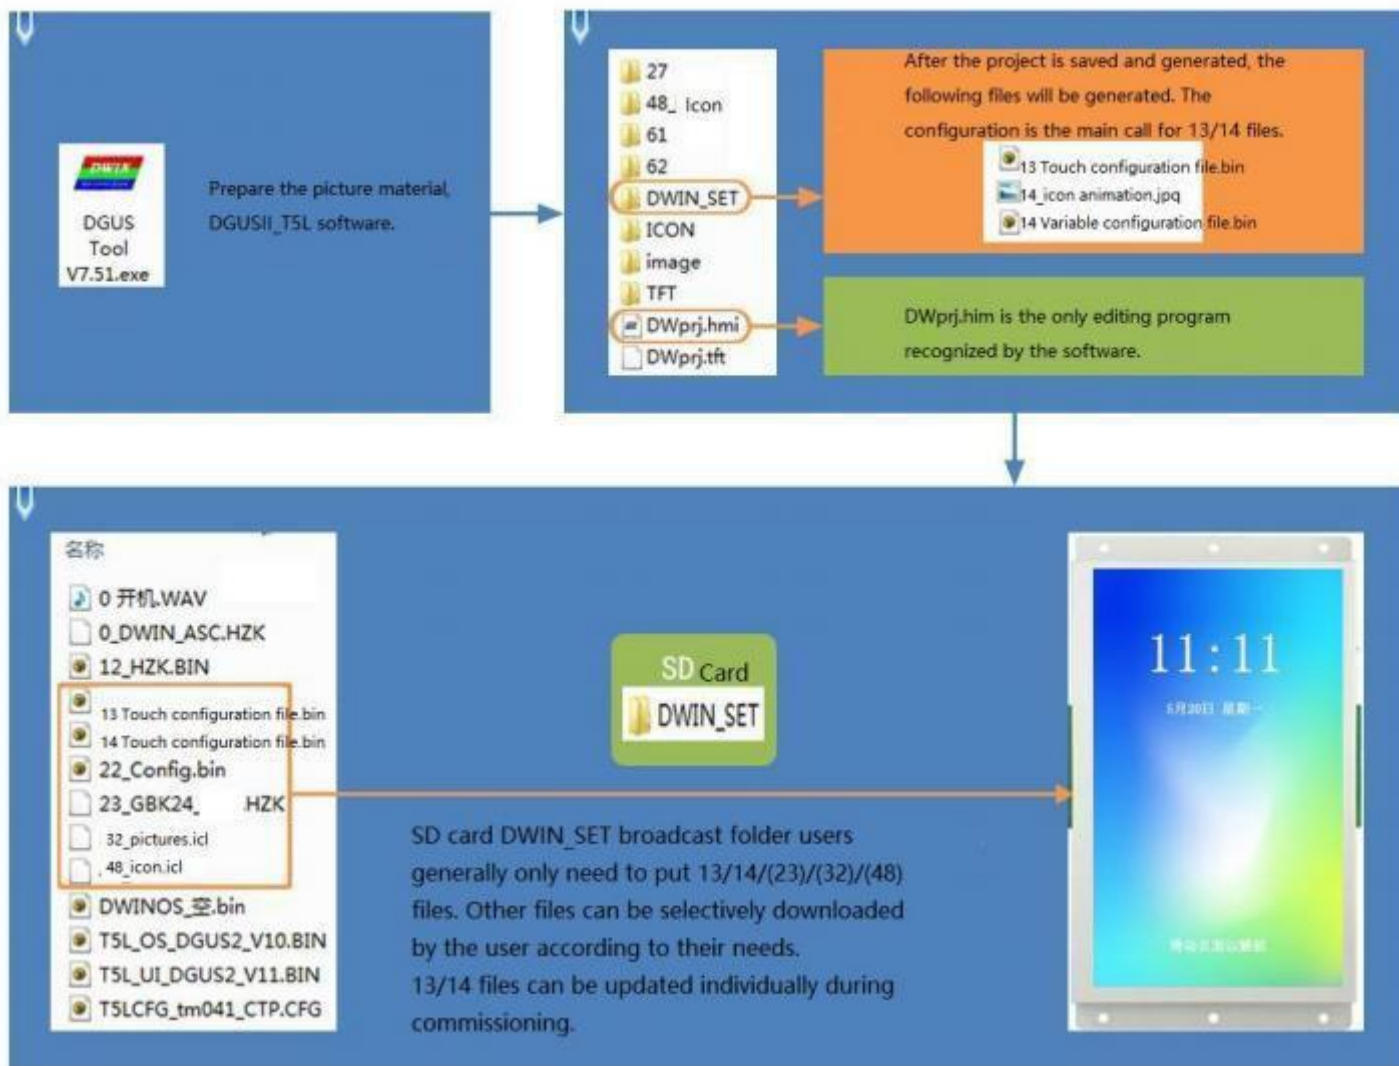 DWIN
DGUS
Tool
V7.51.exe
Prepare the picture material,
DGUSII_T5L software.
27
48_ Icon
61
62
DWIN_SET
ICON
image
TFT
DWprj.hmi
DWprj.tft
After the project is saved and generated, the
following files will be generated. The
configuration is the main call for 13/14 files.
13 Touch configuration file.bin
14_icon animation.jpq
14 Variable configuration file.bin
DWprj.him is the only editing program
recognized by the software.
名称
0 开机.WAV
0_DWIN_ASC.HZK
12_HZK.BIN
13 Touch configuration file.bin
14 Touch configuration file.bin
22_Config.bin
23_GBK24_ .HZK
32_pictures.icl
48_icon.icl
DWINOS_空.bin
T5L_OS_DGUS2_V10.BIN
T5L_UI_DGUS2_V11.BIN
T5LCFG_tm041_CTP.CFG
SD Card
DWIN_SET
SD card DWIN_SET broadcast folder users
generally only need to put 13/14/(23)/(32)/(48)
files. Other files can be selectively downloaded
by the user according to their needs.
13/14 files can be updated individually during
commissioning.
11:11
5月20日 星期一